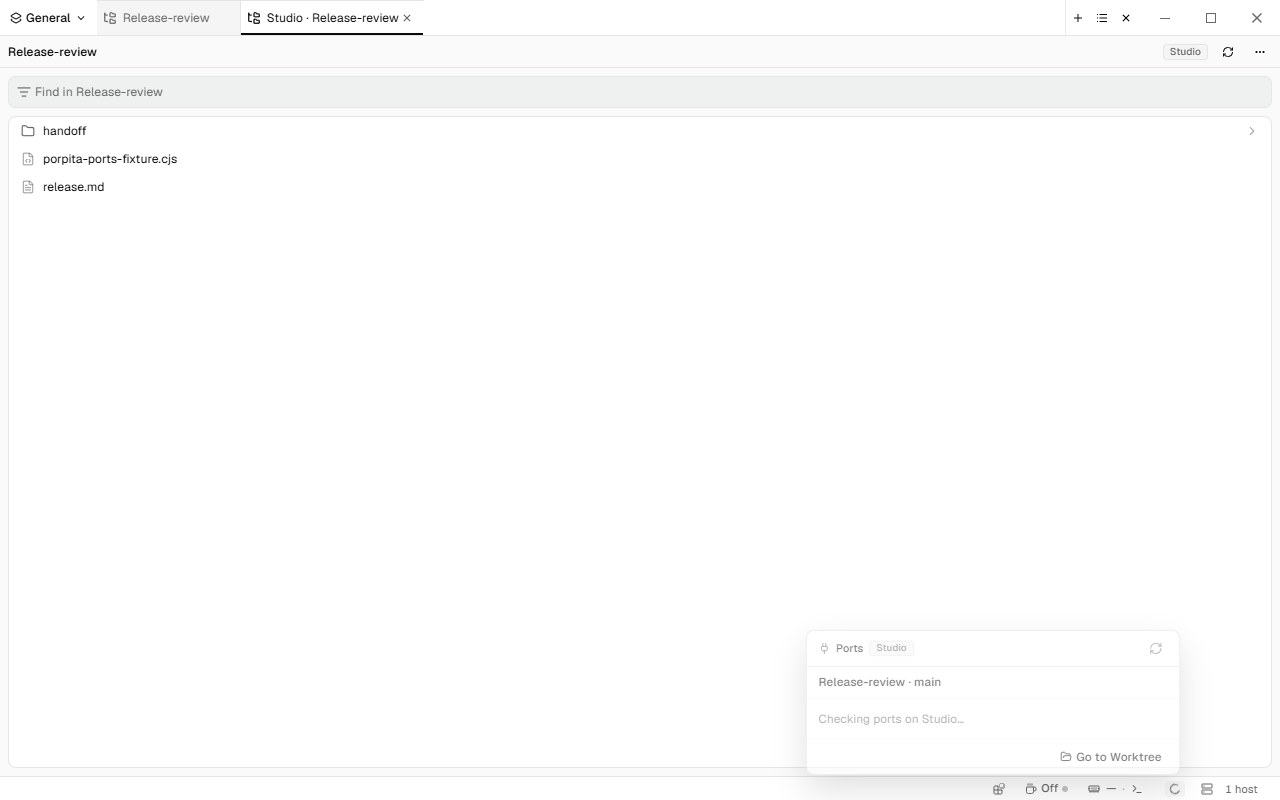 General
Release-review
Studio · Release-review
Release-review
Studio
Find in Release-review
handoff
porpita-ports-fixture.cjs
release.md
Ports
Studio
Release-review · main
Checking ports on Studio...
Go to Worktree
Off
— ·
1 host